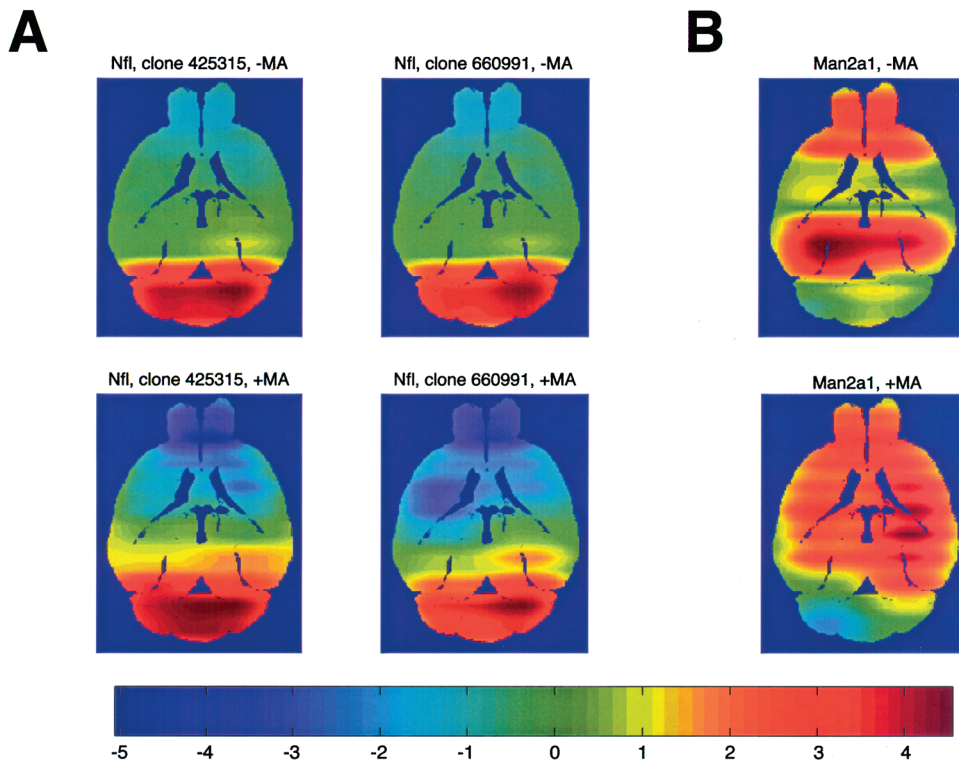 A
B
Nfl, clone 425315, -MA
Nfl, clone 660991, -MA
Man2a1, -MA
Nfl, clone 425315, +MA
Nfl, clone 660991, +MA
Man2a1, +MA
-5 -4 -3 -2 -1 0 1 2 3 4